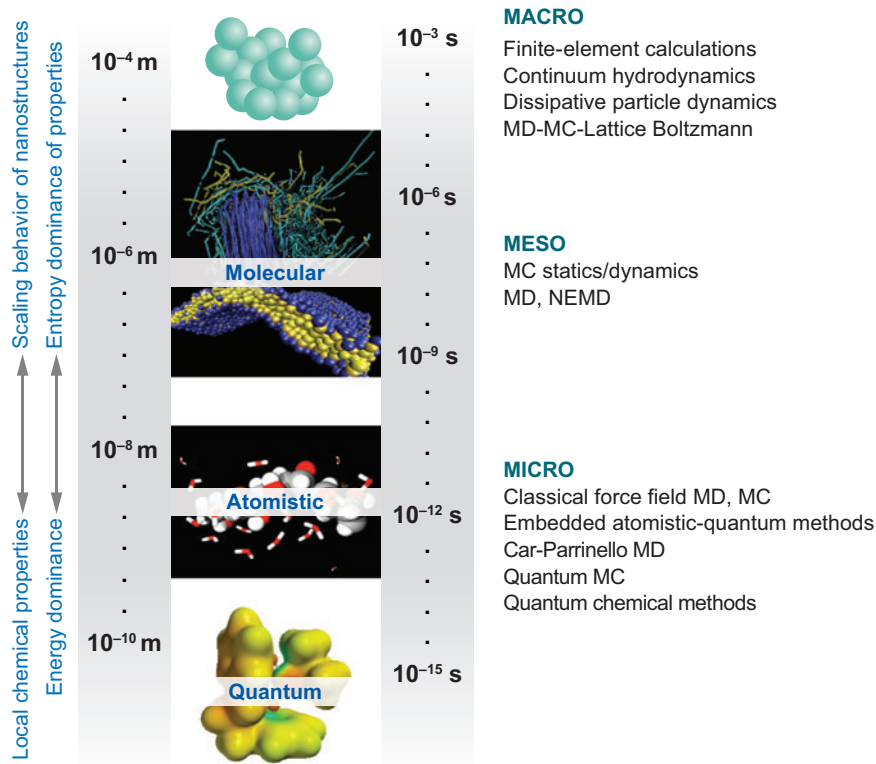 Scaling behavior of nanostructures
Entropy dominance of properties
Local chemical properties
Energy dominance
10⁻⁴ m
10⁻⁶ m
10⁻⁸ m
10⁻¹⁰ m
Molecular
Atomistic
Quantum
10⁻³ s
10⁻⁶ s
10⁻⁹ s
10⁻¹² s
10⁻¹⁵ s
MACRO
Finite-element calculations
Continuum hydrodynamics
Dissipative particle dynamics
MD-MC-Lattice Boltzmann
MESO
MC statics/dynamics
MD, NEMD
MICRO
Classical force field MD, MC
Embedded atomistic-quantum methods
Car-Parrinello MD
Quantum MC
Quantum chemical methods